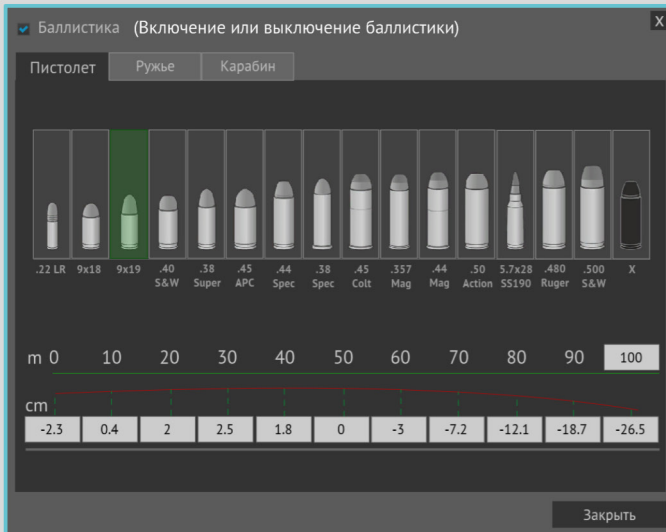 Баллистика (Включение или выключение баллистики)
X
Пистолет Ружье Карабин
.22 LR 9x18 9x19 .40 S&W .38 Super .45 APC .44 Spec .38 Spec .45 Colt .357 Mag .44 Mag .50 Action 5.7x28 SS190 .480 Ruger .500 S&W X
m 0 10 20 30 40 50 60 70 80 90 100
cm
-2.3 0.4 2 2.5 1.8 0 -3 -7.2 -12.1 -18.7 -26.5
Закрыть